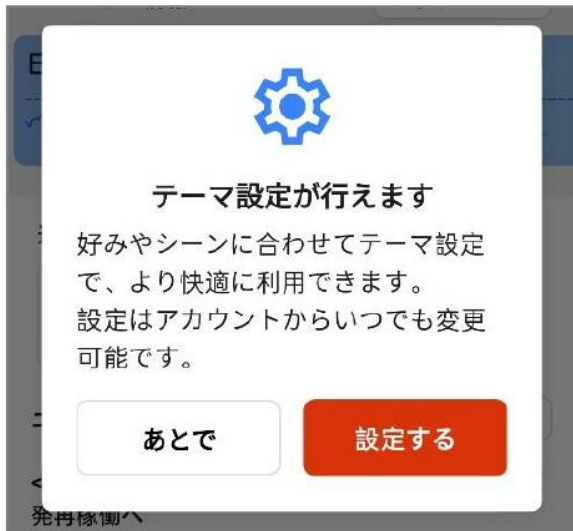 テーマ設定が行えます
好みやシーンに合わせてテーマ設定
で、より快適に利用できます。
設定はアカウントからいつでも変更
可能です。
あとで
設定する
発再稼働へ